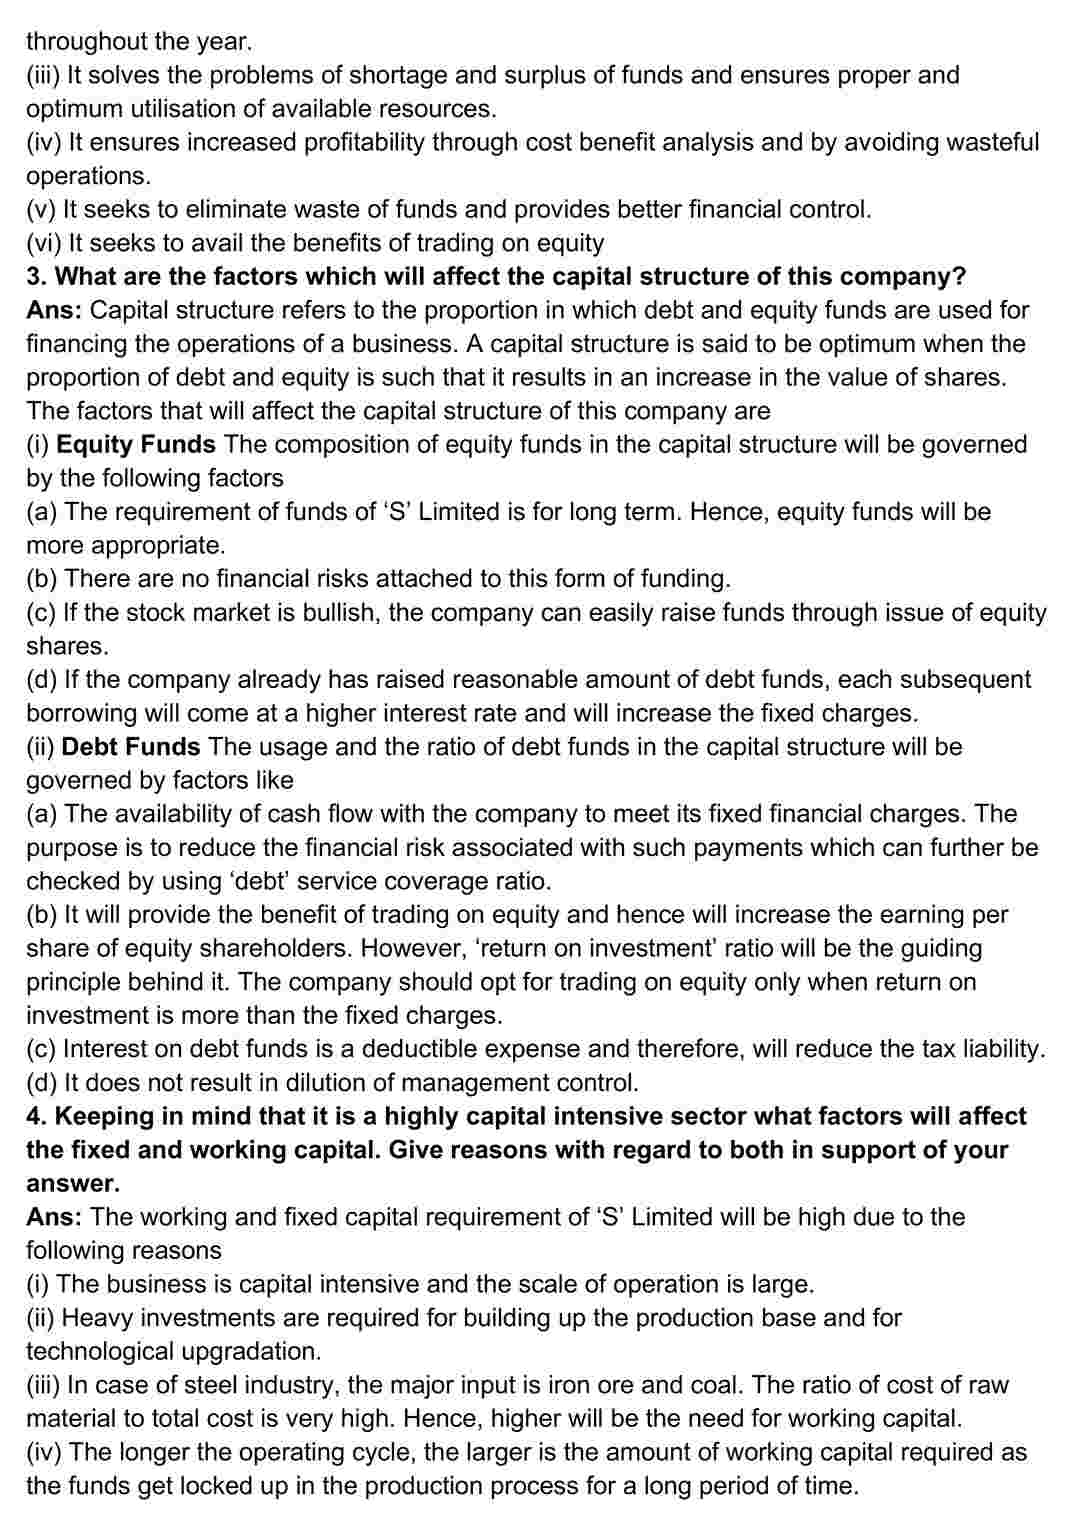 throughout the year.
(iii) It solves the problems of shortage and surplus of funds and ensures proper and
optimum utilisation of available resources.
(iv) It ensures increased profitability through cost benefit analysis and by avoiding wasteful
operations.
(v) It seeks to eliminate waste of funds and provides better financial control.
(vi) It seeks to avail the benefits of trading on equity
3. What are the factors which will affect the capital structure of this company?
Ans: Capital structure refers to the proportion in which debt and equity funds are used for
financing the operations of a business. A capital structure is said to be optimum when the
proportion of debt and equity is such that it results in an increase in the value of shares.
The factors that will affect the capital structure of this company are
(i) Equity Funds The composition of equity funds in the capital structure will be governed
by the following factors
(a) The requirement of funds of ‘S’ Limited is for long term. Hence, equity funds will be
more appropriate.
(b) There are no financial risks attached to this form of funding.
(c) If the stock market is bullish, the company can easily raise funds through issue of equity
shares.
(d) If the company already has raised reasonable amount of debt funds, each subsequent
borrowing will come at a higher interest rate and will increase the fixed charges.
(ii) Debt Funds The usage and the ratio of debt funds in the capital structure will be
governed by factors like
(a) The availability of cash flow with the company to meet its fixed financial charges. The
purpose is to reduce the financial risk associated with such payments which can further be
checked by using ‘debt’ service coverage ratio.
(b) It will provide the benefit of trading on equity and hence will increase the earning per
share of equity shareholders. However, ‘return on investment’ ratio will be the guiding
principle behind it. The company should opt for trading on equity only when return on
investment is more than the fixed charges.
(c) Interest on debt funds is a deductible expense and therefore, will reduce the tax liability.
(d) It does not result in dilution of management control.
4. Keeping in mind that it is a highly capital intensive sector what factors will affect
the fixed and working capital. Give reasons with regard to both in support of your
answer.
Ans: The working and fixed capital requirement of ‘S’ Limited will be high due to the
following reasons
(i) The business is capital intensive and the scale of operation is large.
(ii) Heavy investments are required for building up the production base and for
technological upgradation.
(iii) In case of steel industry, the major input is iron ore and coal. The ratio of cost of raw
material to total cost is very high. Hence, higher will be the need for working capital.
(iv) The longer the operating cycle, the larger is the amount of working capital required as
the funds get locked up in the production process for a long period of time.